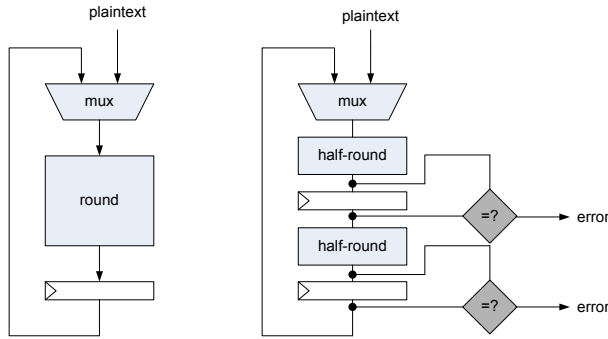 plaintext
mux
round
plaintext
mux
half-round
=?
error
half-round
=?
error